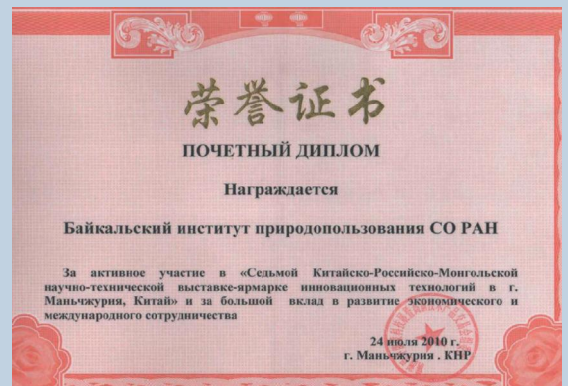 荣誉证书
ПОЧЕТНЫЙ ДИПЛОМ
Награждается
Байкальский институт природопользования СО РАН
За активное участие в «Седьмой Китайско-Российско-Монгольской
научно-технической выставке-ярмарке инновационных технологий в г.
Маньчжурия, Китай» и за большой вклад в развитие экономического и
международного сотрудничества
24 июля 2010 г.
г. Маньчжурия . КНР